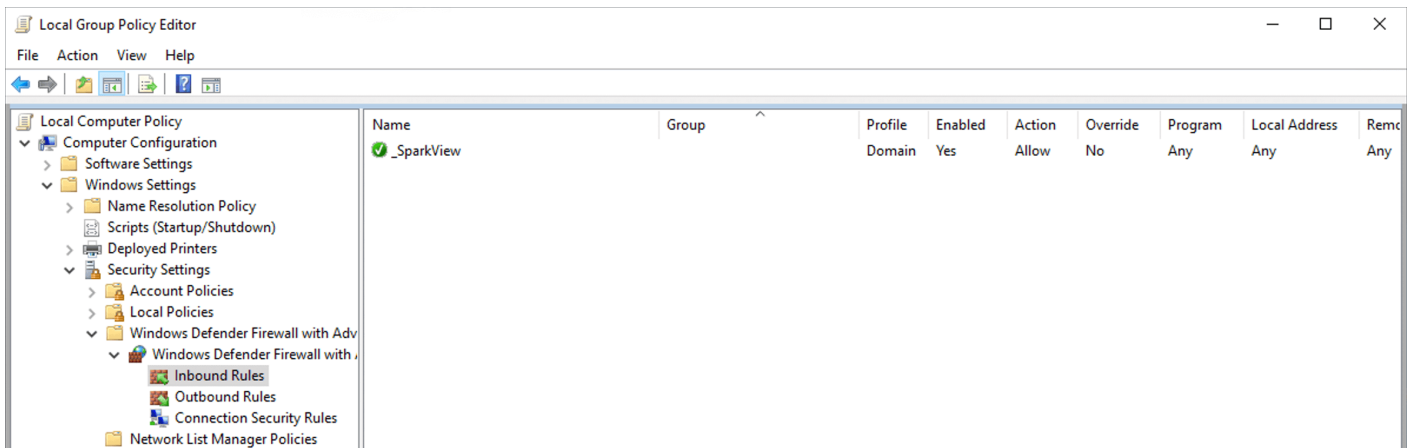 Local Group Policy Editor
File Action View Help
Local Computer Policy
Computer Configuration
Software Settings
Windows Settings
Name Resolution Policy
Scripts (Startup/Shutdown)
Deployed Printers
Security Settings
Account Policies
Local Policies
Windows Defender Firewall with Adv
Windows Defender Firewall with
Inbound Rules
Outbound Rules
Connection Security Rules
Network List Manager Policies
Name Group Profile Enabled Action Override Program Local Address Remo
_SparkView Domain Yes Allow No Any Any Any